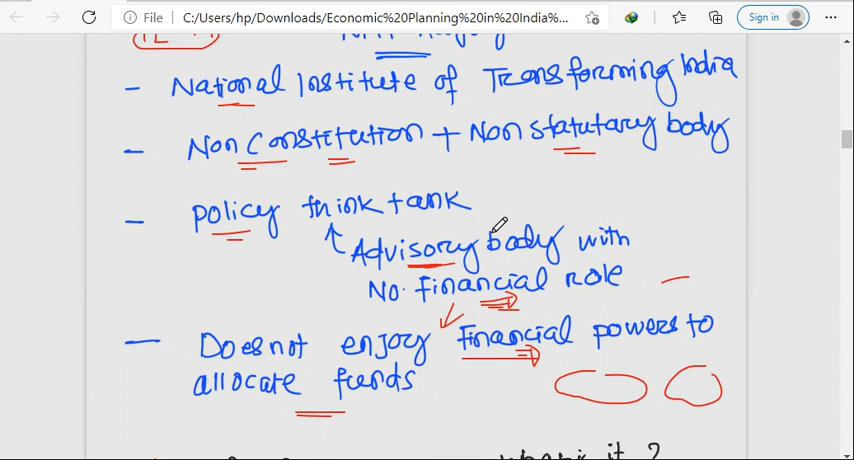 File
C:/Users/hp/Downloads/Economic%20Planning%20in%20India%...
Sign in
- National Institute of Transforming India
- Non Constitution + Non statutary body
- policy think tank
Advisory body with
No. financial role
- Does not enjoy financial powers to
allocate funds
it ?